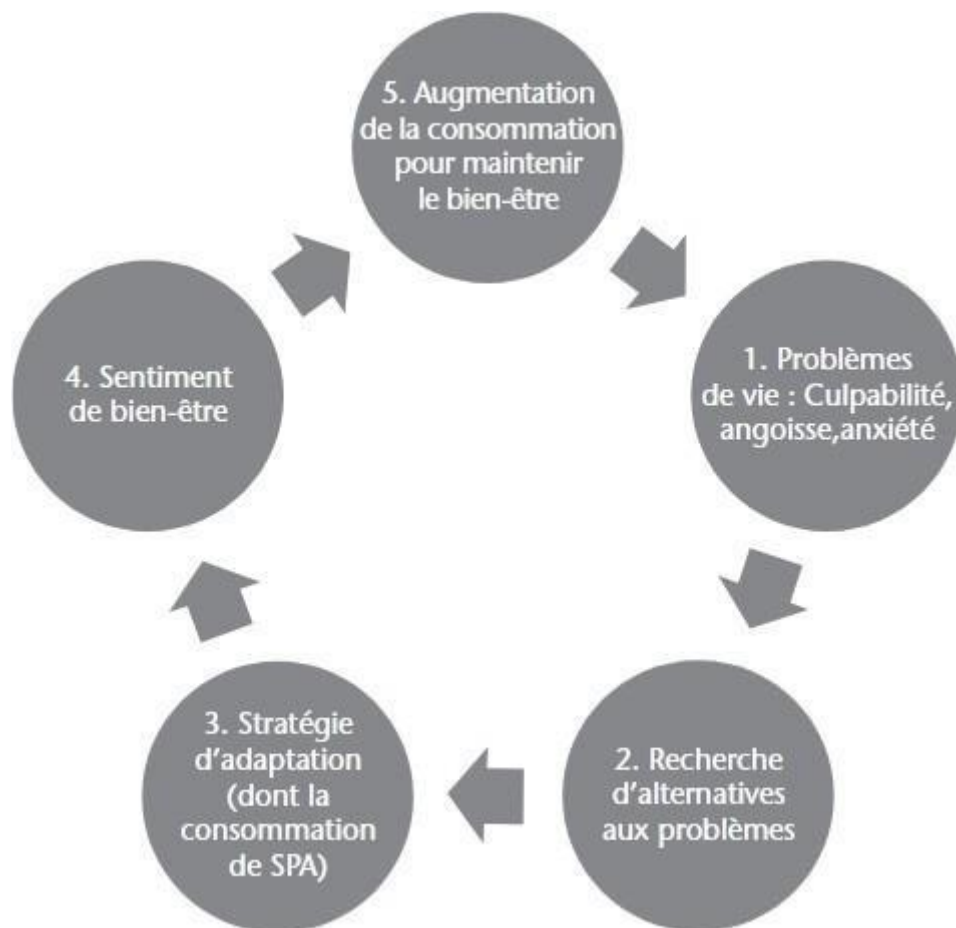 5. Augmentation
de la consommation
pour maintenir
le bien-être
1. Problèmes
de vie : Culpabilité,
angoisse,anxiété
2. Recherche
d'alternatives
aux problèmes
3. Stratégie
d'adaptation
(dont la
consommation
de SPA)
4. Sentiment
de bien-être